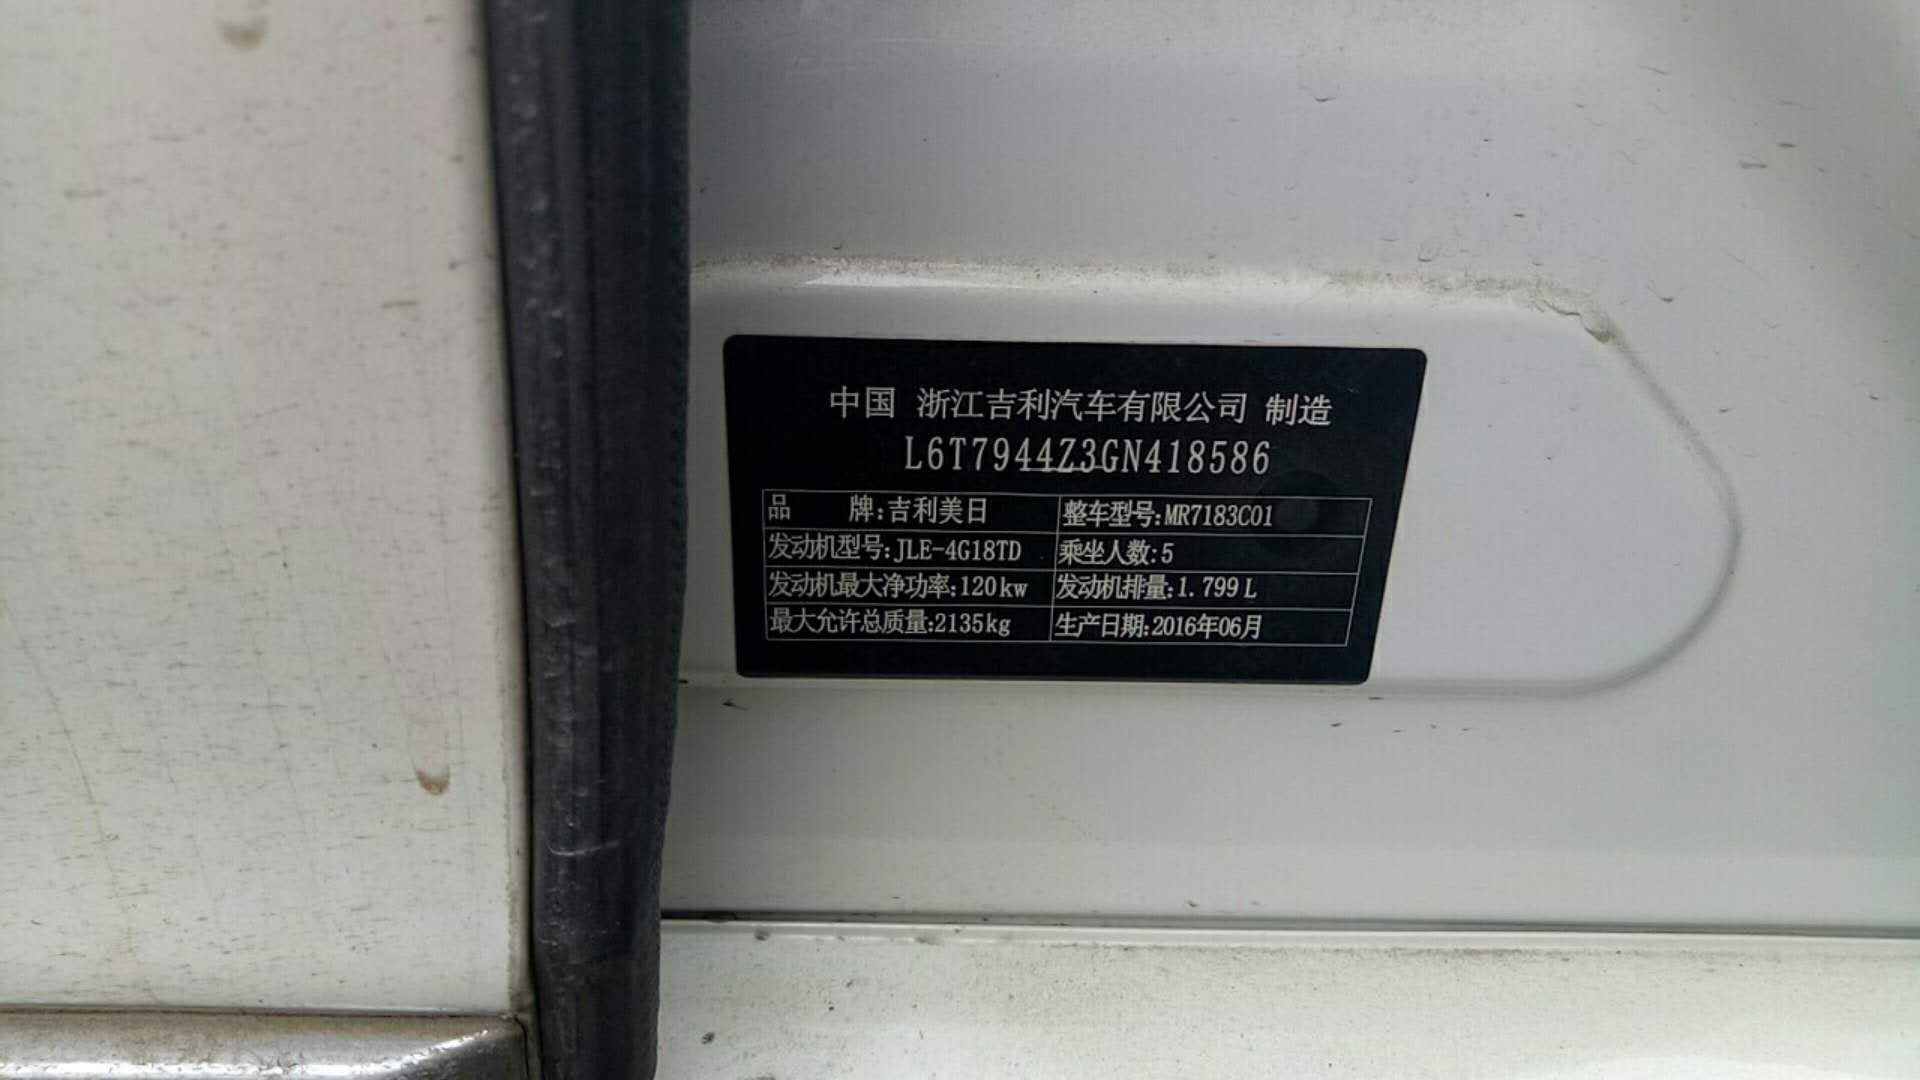 中国 浙江吉利汽车有限公司 制造
L6T7944Z3GN418586
品 牌:吉利美日 整车型号:MR7183C01
发动机型号:JLE-4G18TD 乘坐人数:5
发动机最大净功率:120kw 发动机排量:1.799L
最大允许总质量:2135kg 生产日期:2016年06月